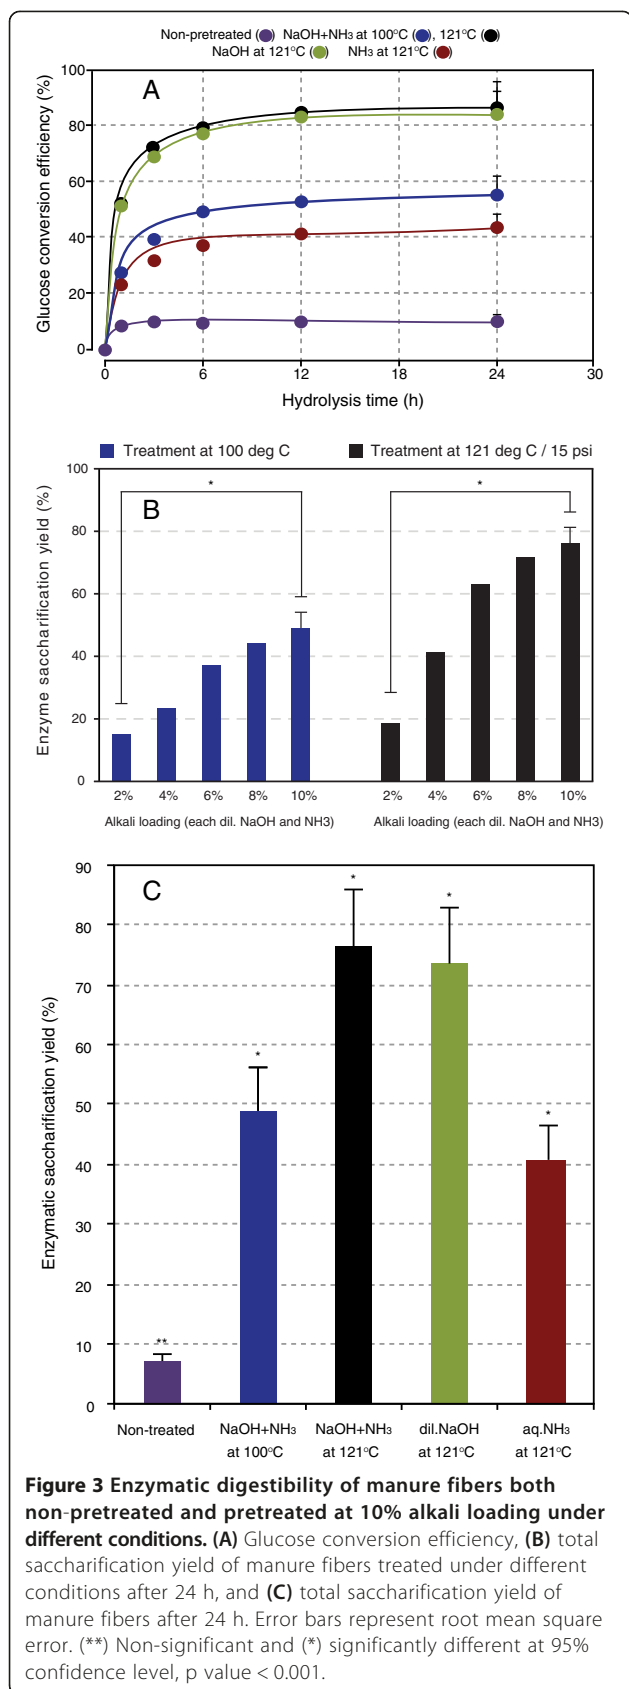 Non-pretreated (●) NaOH+NH₃ at 100°C (●), 121°C (●)
NaOH at 121°C (●) NH₃ at 121°C (●)
A
Glucose conversion efficiency (%)
100
80
60
40
20
0
0 6 12 18 24 30
Hydrolysis time (h)
Treatment at 100 deg C Treatment at 121 deg C / 15 psi
B
Enzyme saccharification yield (%)
100
80
60
40
20
0
* *
2% 4% 6% 8% 10% 2% 4% 6% 8% 10%
Alkali loading (each dil. NaOH and NH3) Alkali loading (each dil. NaOH and NH3)
C
Enzymatic saccharification yield (%)
90
80
70
60
50
40
30
20
10
0
** * * * *
Non-treated NaOH+NH₃ NaOH+NH₃ dil.NaOH aq.NH₃
at 100°C at 121°C at 121°C at 121°C
Figure 3 Enzymatic digestibility of manure fibers both
non-pretreated and pretreated at 10% alkali loading under
different conditions. (A) Glucose conversion efficiency, (B) total
saccharification yield of manure fibers treated under different
conditions after 24 h, and (C) total saccharification yield of
manure fibers after 24 h. Error bars represent root mean square
error. (**) Non-significant and (*) significantly different at 95%
confidence level, p value < 0.001.